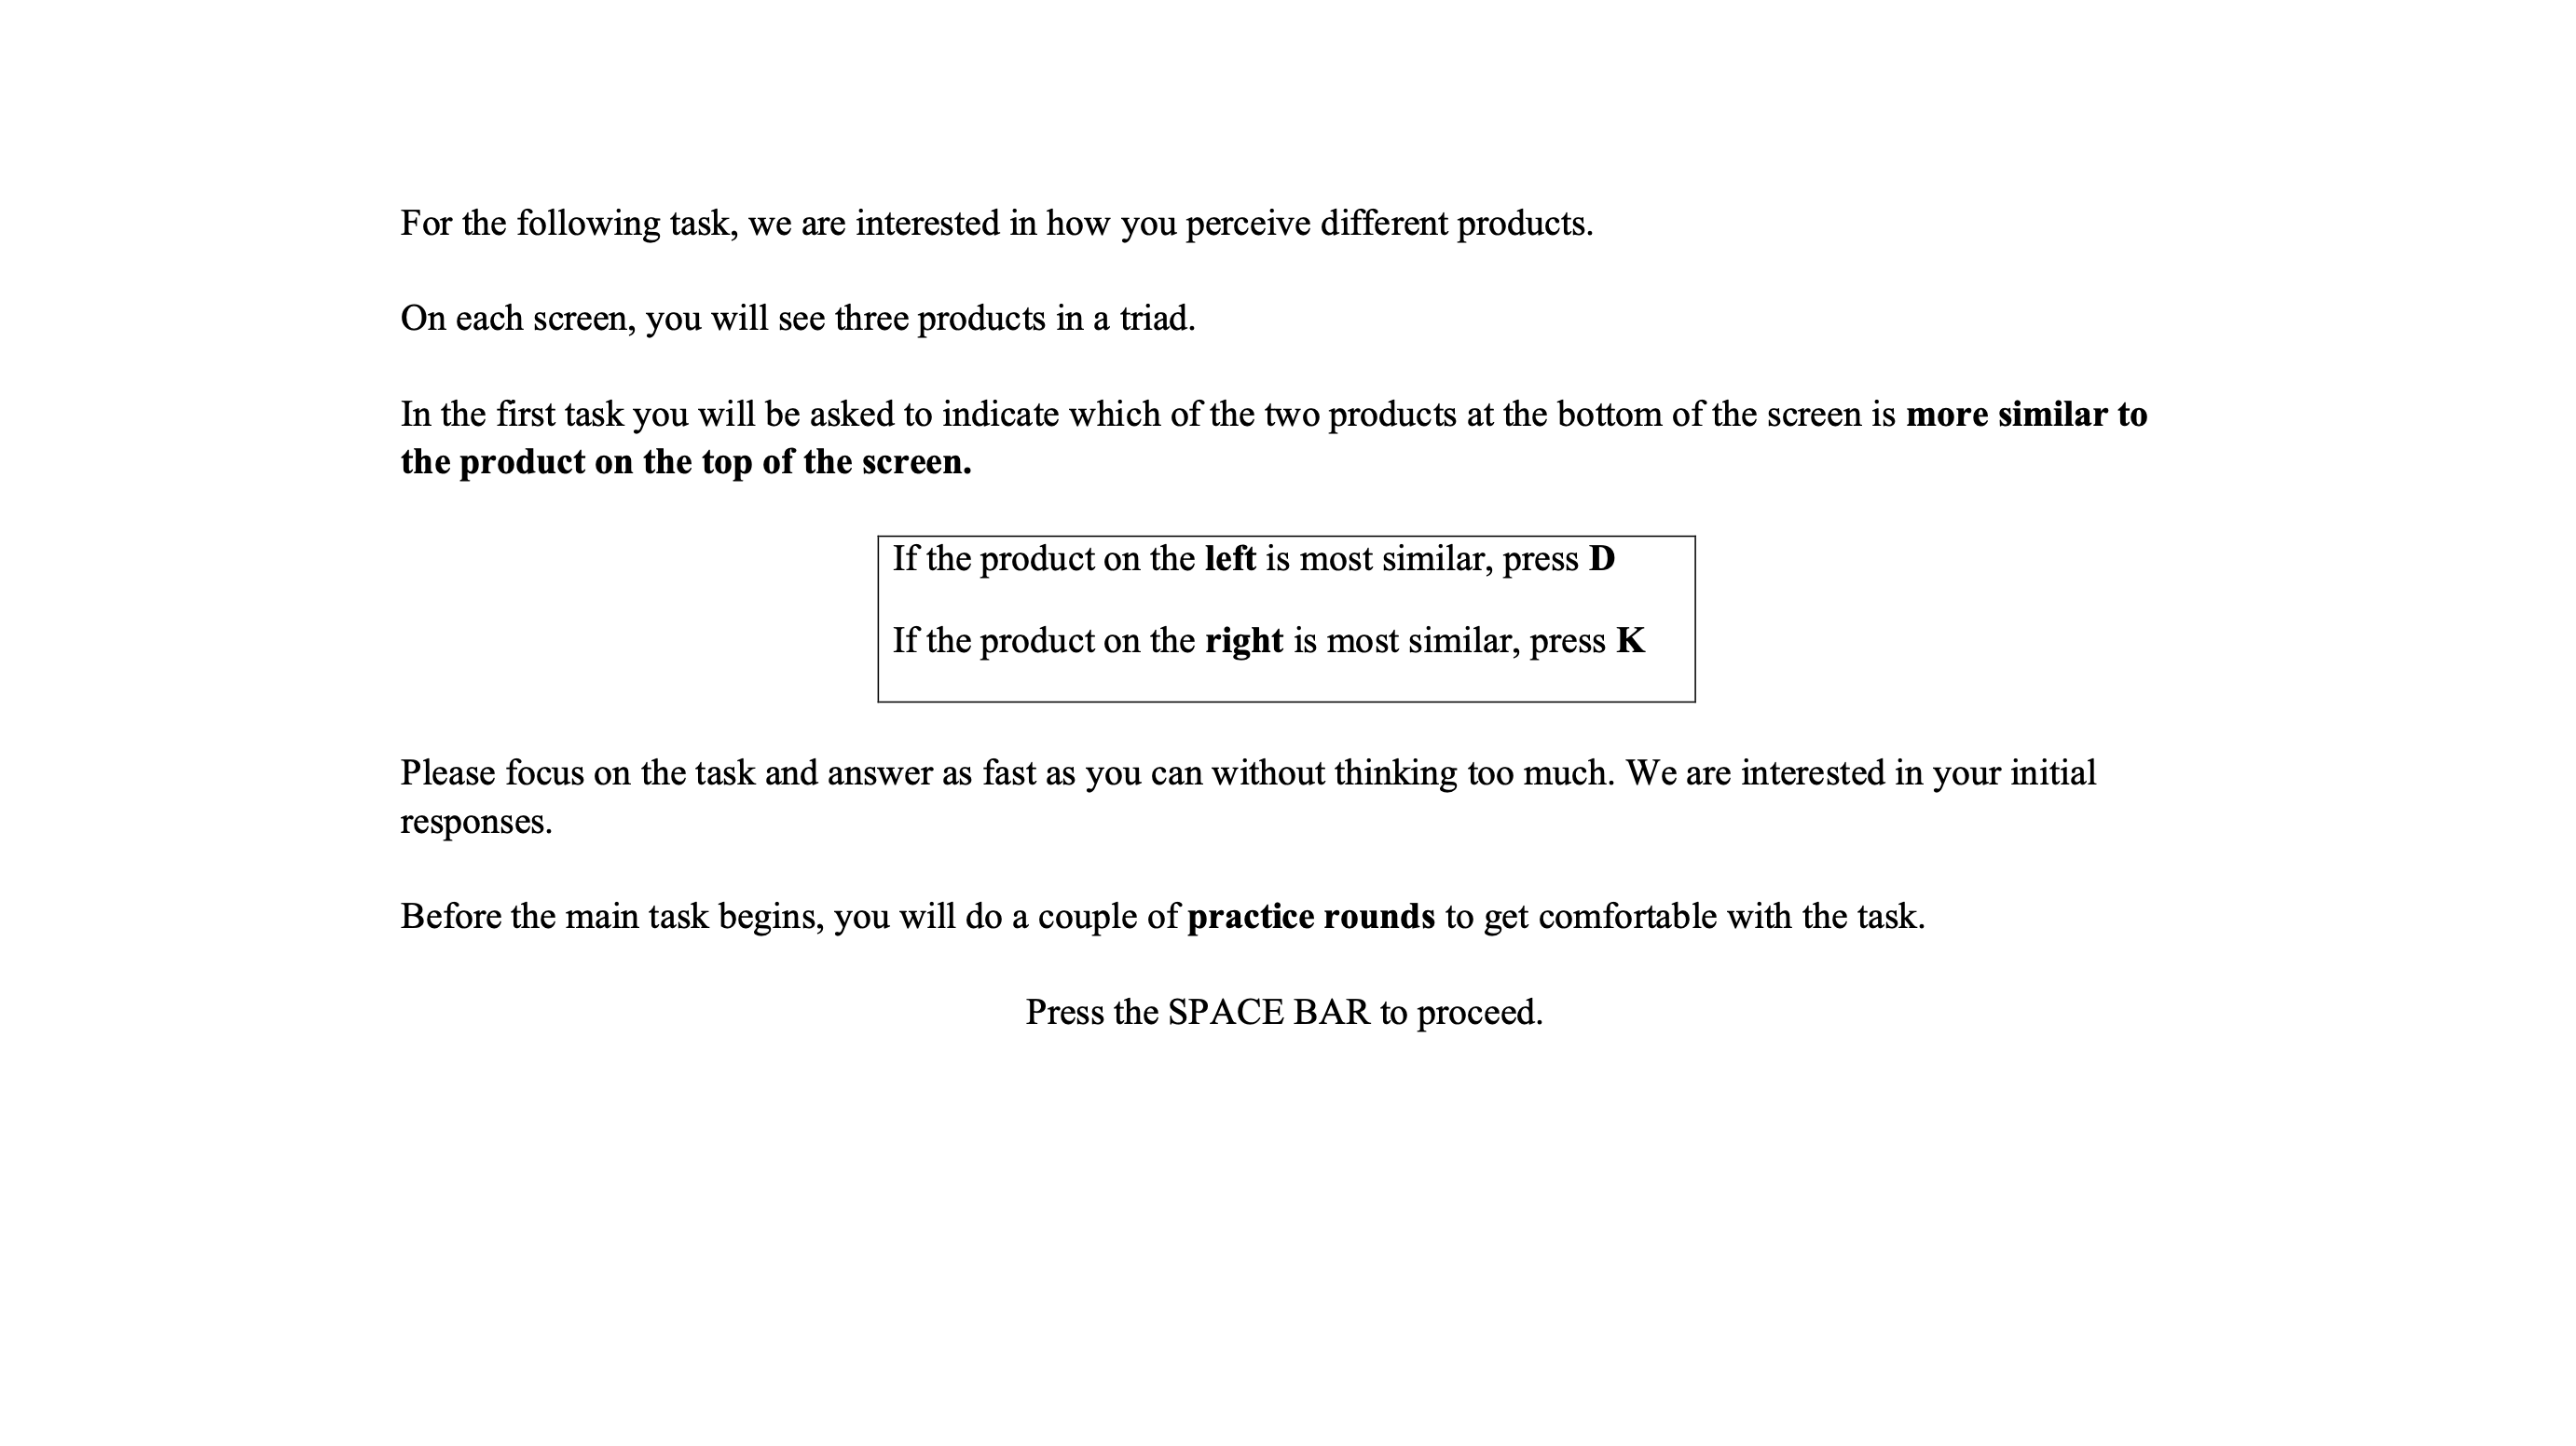 For the following task, we are interested in how you perceive different products.
On each screen, you will see three products in a triad.
In the first task you will be asked to indicate which of the two products at the bottom of the screen is more similar to
the product on the top of the screen.
If the product on the left is most similar, press D
If the product on the right is most similar, press K
Please focus on the task and answer as fast as you can without thinking too much. We are interested in your initial
responses.
Before the main task begins, you will do a couple of practice rounds to get comfortable with the task.
Press the SPACE BAR to proceed.